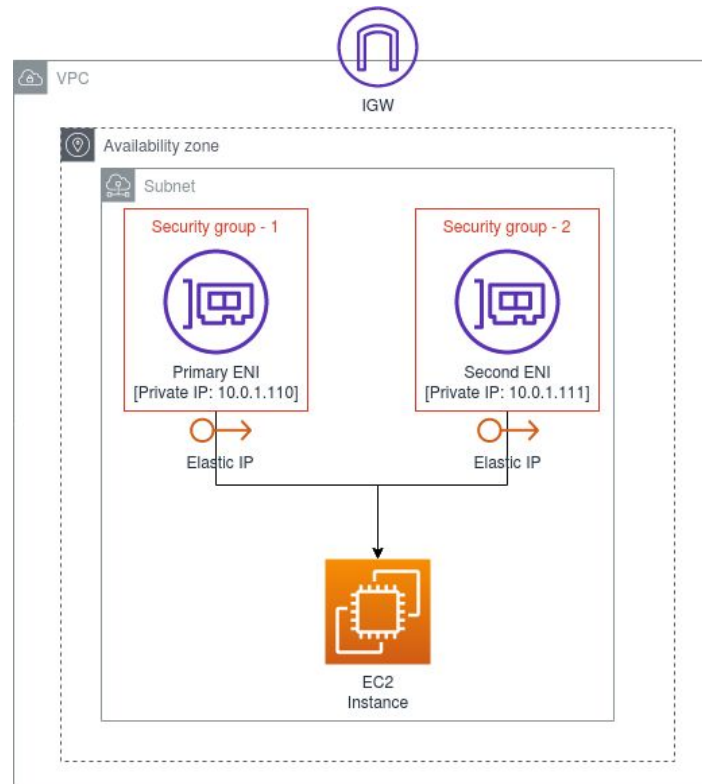 IGW
VPC
Availability zone
Subnet
Security group - 1
Security group - 2
Primary ENI
[Private IP: 10.0.1.110]
Second ENI
[Private IP: 10.0.1.111]
Elastic IP
Elastic IP
EC2
Instance